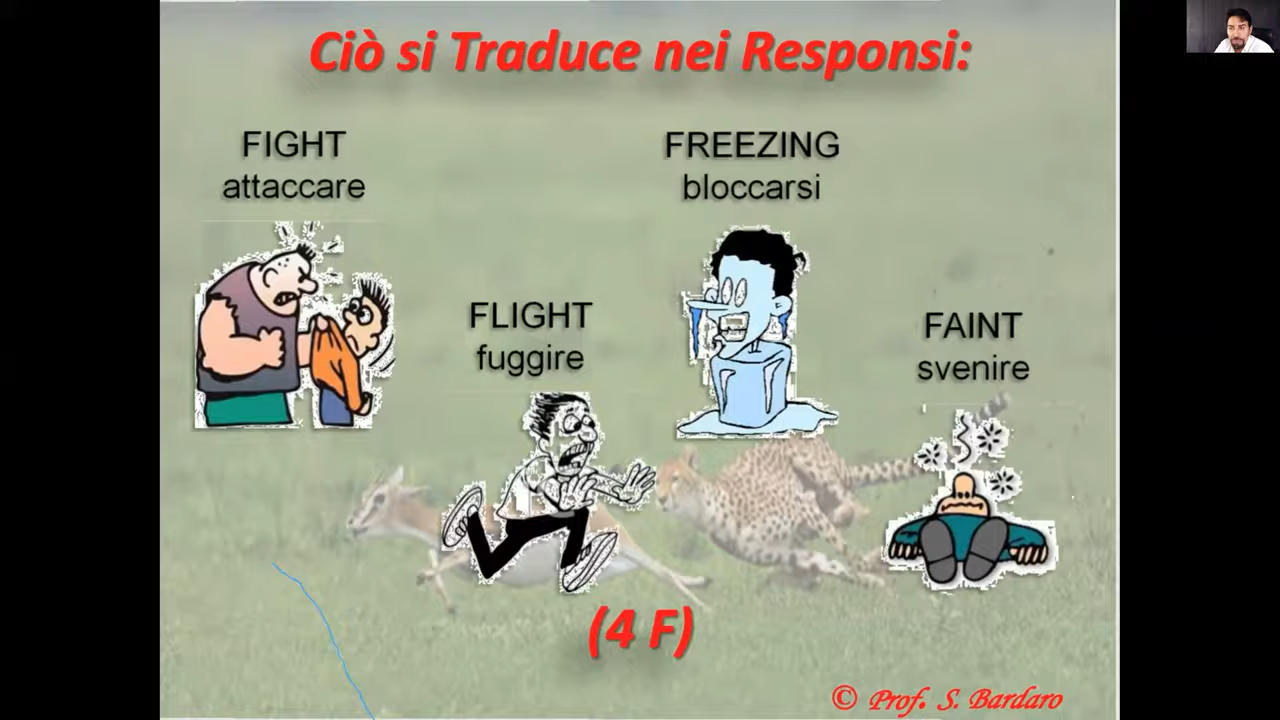 Ciò si Traduce nei Responsi:
FIGHT
attaccare
FREEZING
bloccarsi
FLIGHT
fuggire
FAINT
svenire
(4 F)
© Prof. S. Bardaro